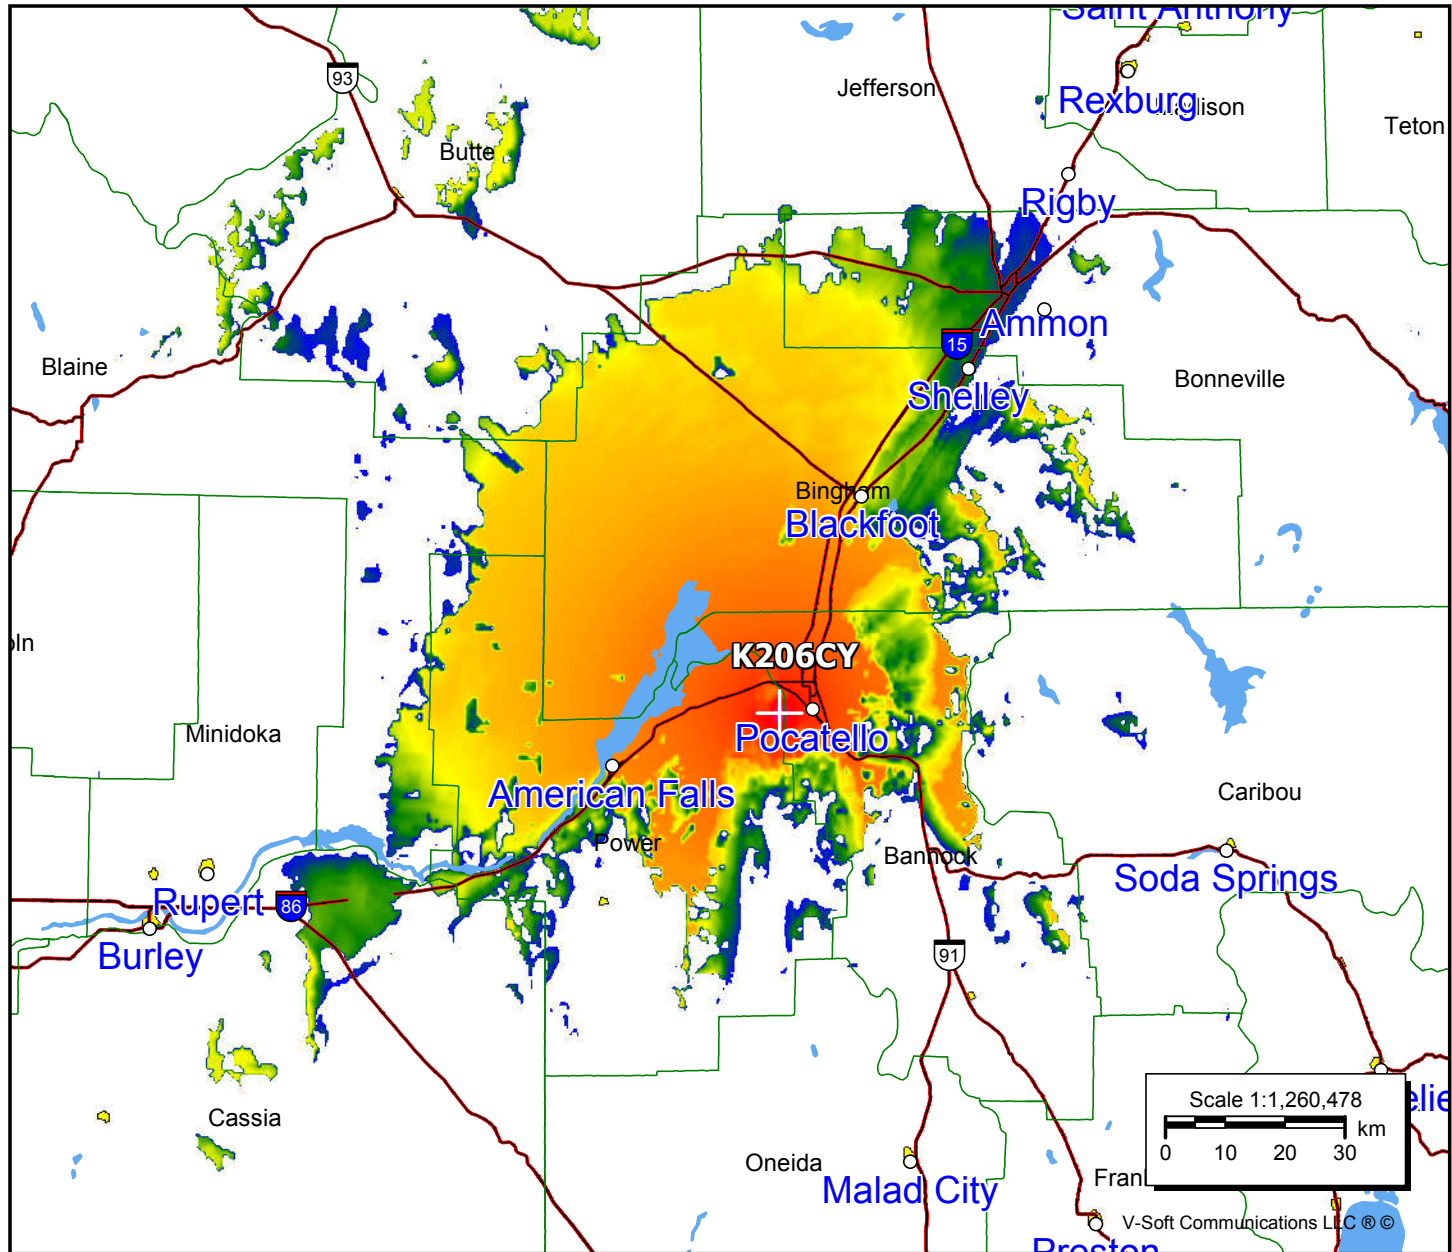 Saint Anthony
93
Jefferson
Rexburg
Teton
Butte
Rigby
Ammon
15
Blaine
Bonneville
Shelley
Bingham
Blackfoot
K206CY
Minidoka
Pocatello
American Falls
Caribou
Power
Bannock
Soda Springs
Rupert
86
Burley
91
Scale 1:1,260,478
km
0 10 20 30
Cassia
Oneida
Malad City
V-Soft Communications LLC ® ©
Preston